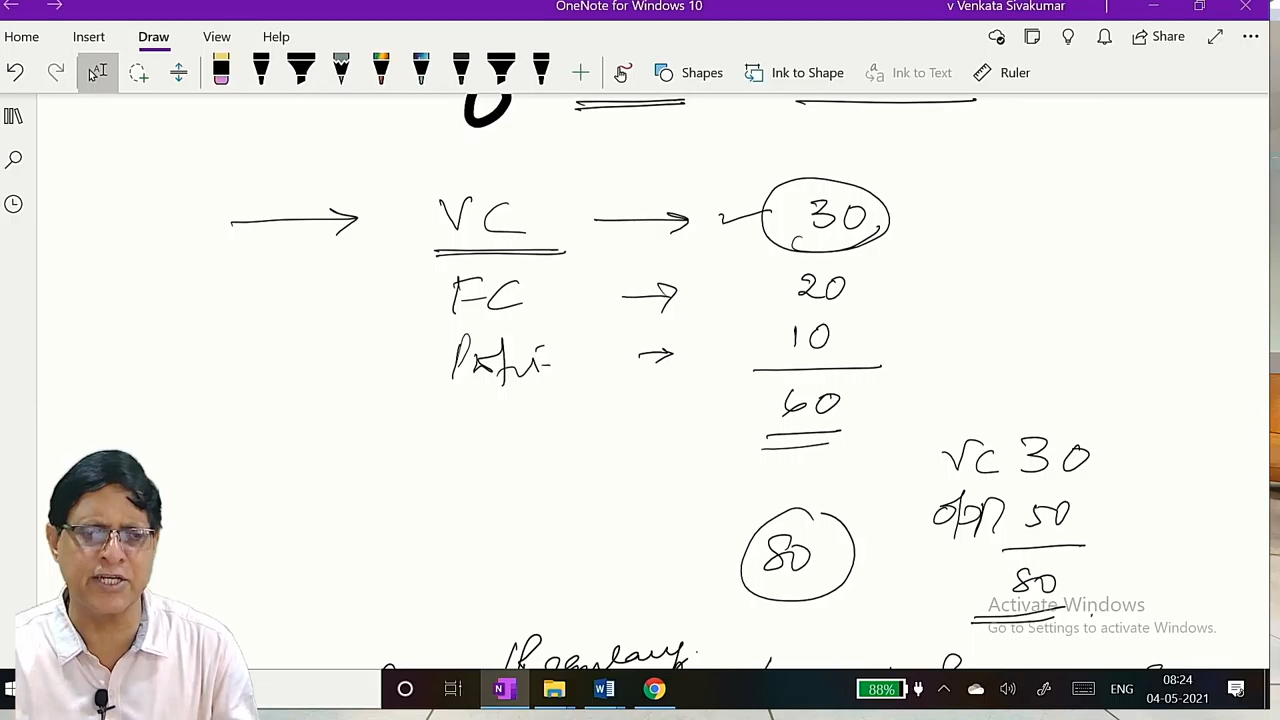 OneNote for Windows 10
v Venkata Sivakumar
Home Insert Draw View Help
Share
Shapes Ink to Shape Ink to Text Ruler
VC → 30
FC → 20
→ 10
60
VC 30
opp 50
80
80
Activate Windows
Go to Settings to activate Windows.
88%
ENG
08:24
04-05-2021